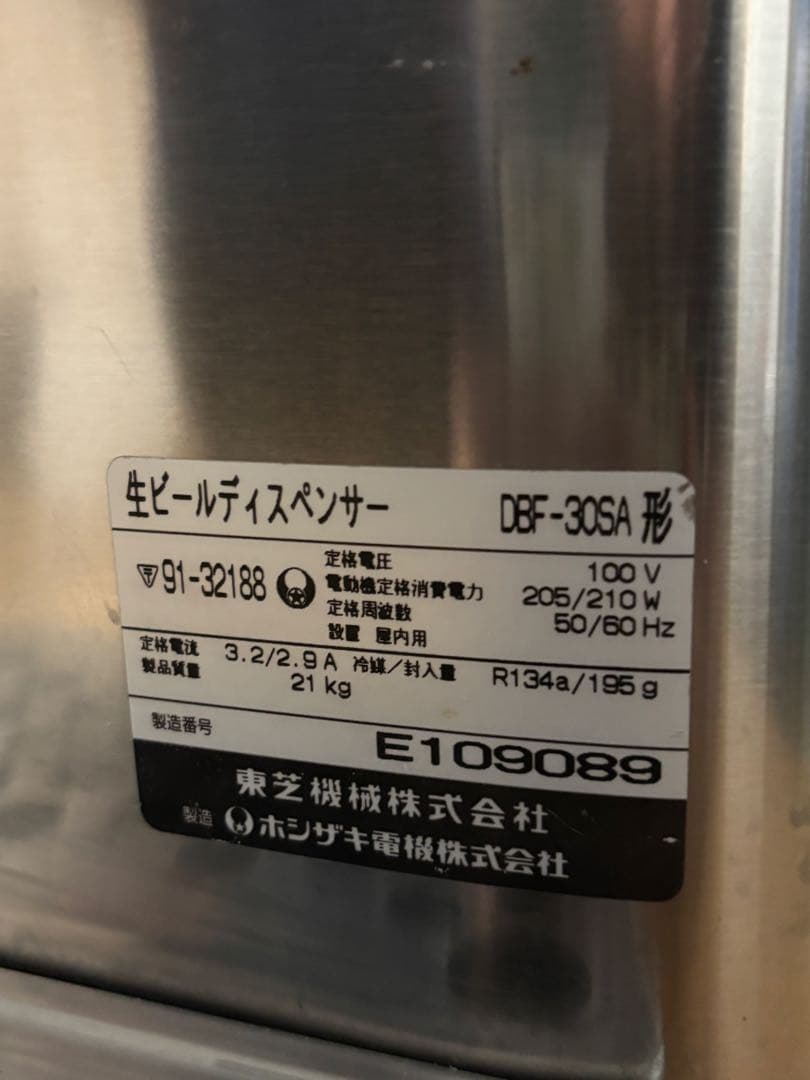 生ビールディスペンサー DBF-30SA 形
〒 91-32188
定格電圧 100 V
電動機定格消費電力 205/210 W
定格周波数 50/60 Hz
設置 屋内用
定格電流 3.2/2.9 A 冷媒/封入量 R134a/195 g
製品質量 21 kg
製造番号 E109089
東芝機械株式会社
製造 ホシザキ電機株式会社